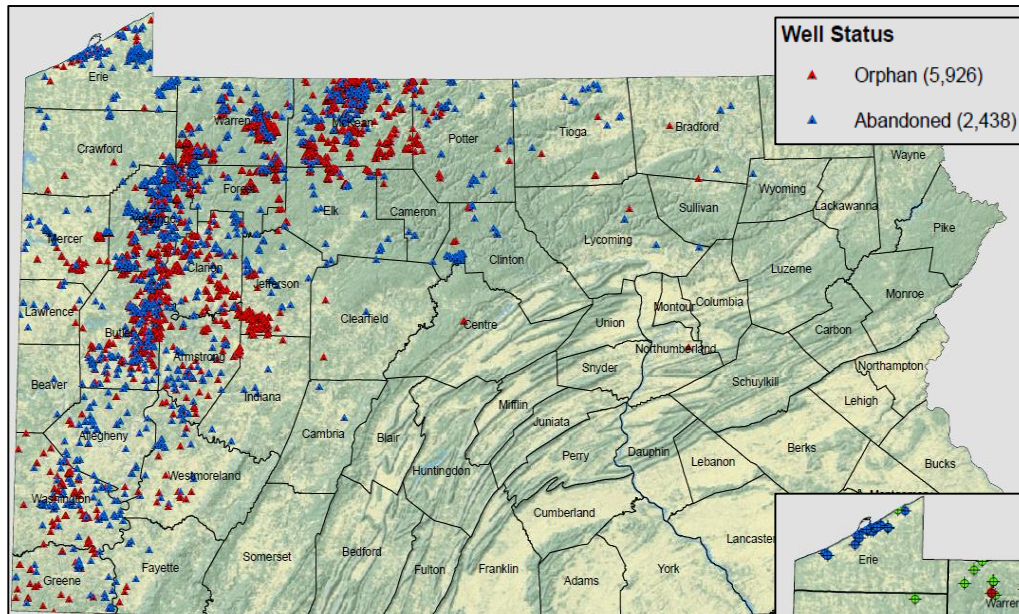 Well Status
Orphan (5,926)
Abandoned (2,438)
Erie
Crawford
Warren
McKean
Potter
Tioga
Bradford
Wayne
Forest
Elk
Cameron
Sullivan
Wyoming
Lackawanna
Pike
Venango
Mercer
Clarion
Jefferson
Clinton
Lycoming
Luzerne
Monroe
Lawrence
Butler
Clearfield
Centre
Union
Montour
Columbia
Carbon
Armstrong
Northumberland
Northampton
Beaver
Indiana
Snyder
Schuylkill
Lehigh
Allegheny
Cambria
Blair
Mifflin
Juniata
Berks
Bucks
Westmoreland
Huntingdon
Perry
Dauphin
Lebanon
Washington
Cumberland
Lancaster
Greene
Fayette
Somerset
Bedford
Fulton
Franklin
Adams
York
Erie
Warren